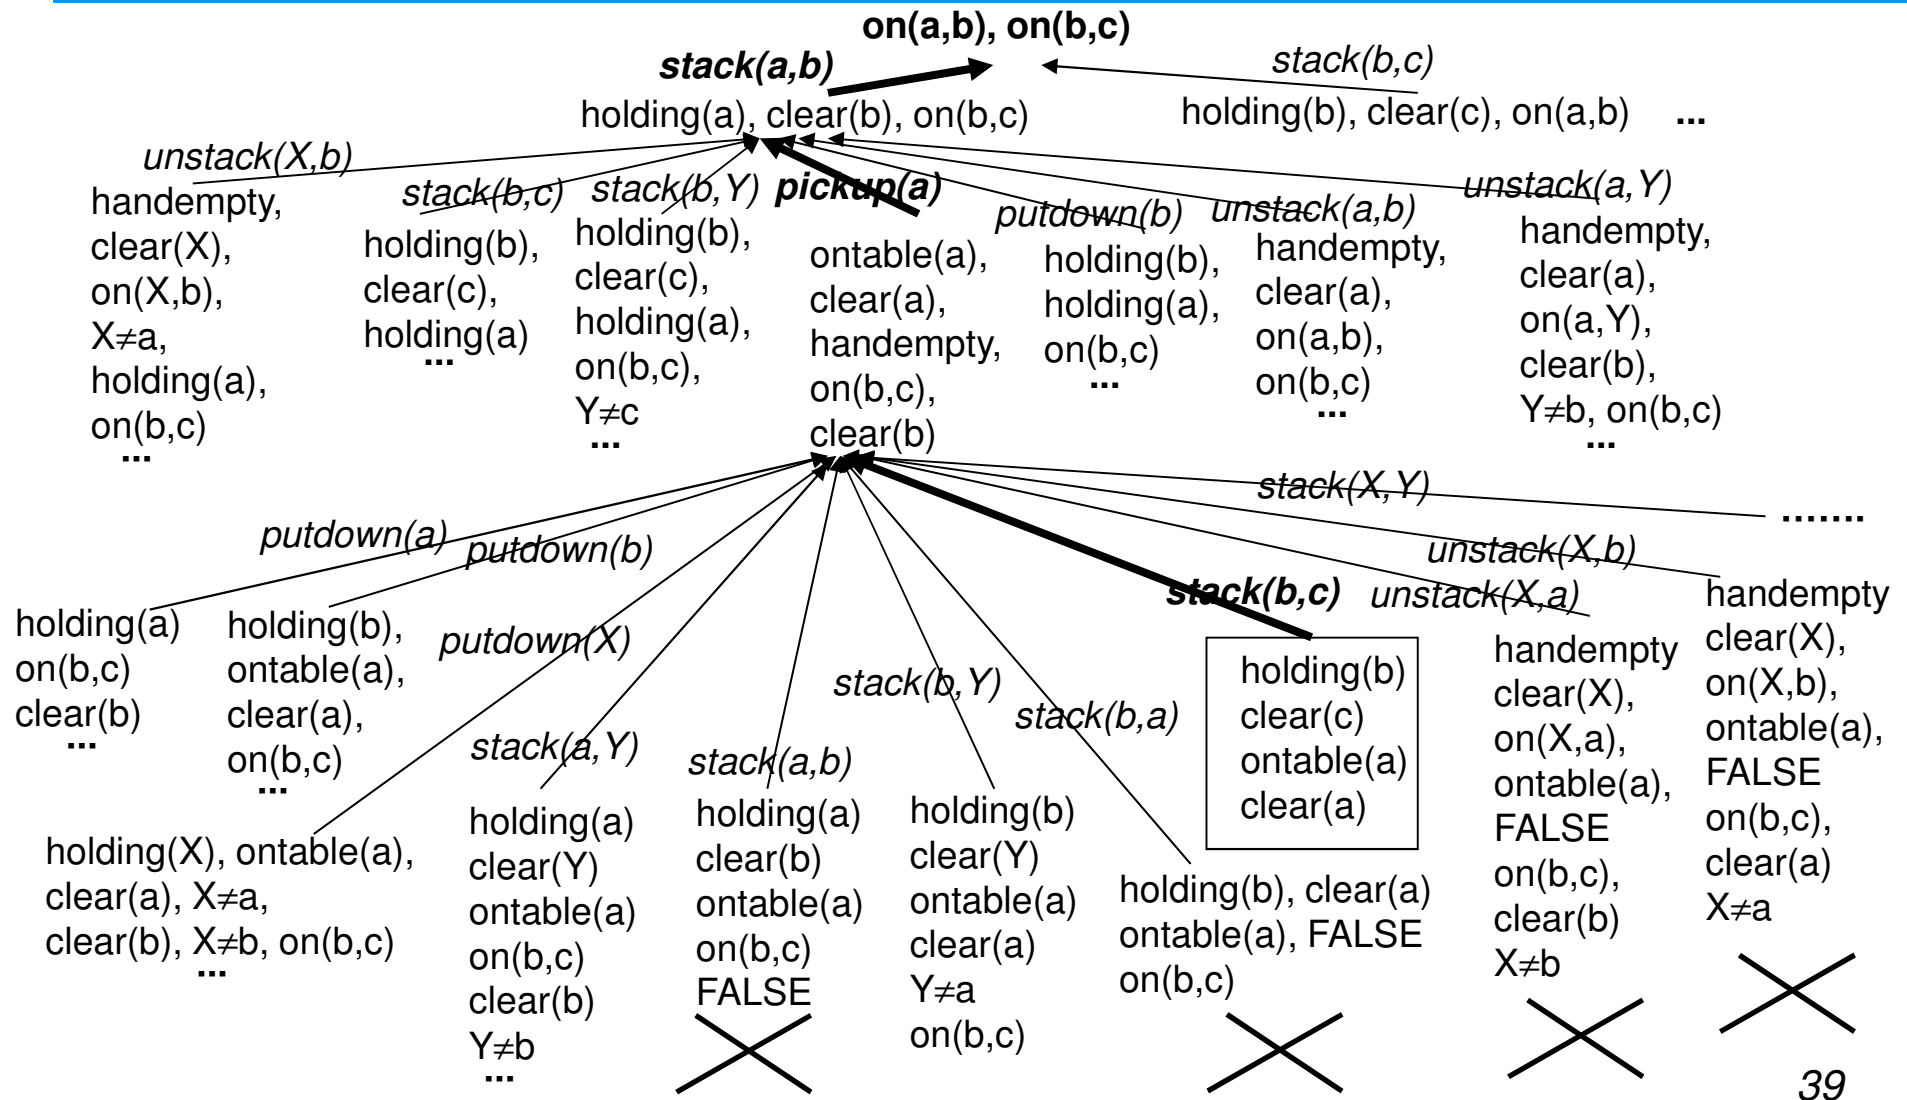 on(a,b), on(b,c)
stack(a,b)
stack(b,c)
holding(a), clear(b), on(b,c)
holding(b), clear(c), on(a,b) ...
unstack(X,b)
handempty,
clear(X),
on(X,b),
X≠a,
holding(a),
on(b,c)
...
stack(b,c)
holding(b),
clear(c),
holding(a)
...
stack(b,Y)
holding(b),
clear(c),
holding(a),
on(b,c),
Y≠c
...
pickup(a)
ontable(a),
clear(a),
handempty,
on(b,c),
clear(b)
putdown(b)
holding(b),
holding(a),
on(b,c)
...
unstack(a,b)
handempty,
clear(a),
on(a,b),
on(b,c)
...
unstack(a,Y)
handempty,
clear(a),
on(a,Y),
clear(b),
Y≠b, on(b,c)
...
putdown(a)
holding(a)
on(b,c)
clear(b)
...
putdown(b)
holding(b),
ontable(a),
clear(a),
on(b,c)
...
putdown(X)
holding(X), ontable(a),
clear(a), X≠a,
clear(b), X≠b, on(b,c)
...
stack(a,Y)
holding(a)
clear(Y)
ontable(a)
on(b,c)
clear(b)
Y≠b
...
stack(a,b)
holding(a)
clear(b)
ontable(a)
on(b,c)
FALSE
stack(b,Y)
holding(b)
clear(Y)
ontable(a)
clear(a)
Y≠a
on(b,c)
stack(b,a)
holding(b), clear(a)
ontable(a), FALSE
on(b,c)
stack(b,c)
holding(b)
clear(c)
ontable(a)
clear(a)
unstack(X,a)
handempty
clear(X),
on(X,a),
ontable(a),
FALSE
on(b,c),
clear(b)
X≠b
unstack(X,b)
handempty
clear(X),
on(X,b),
ontable(a),
FALSE
on(b,c),
clear(a)
X≠a
stack(X,Y)
.......
39